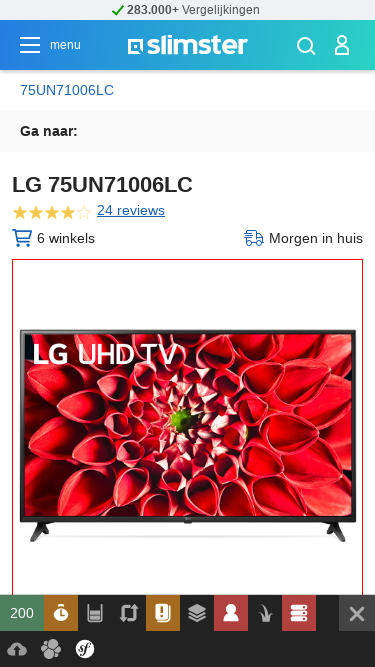 283.000+ Vergelijkingen
menu
slimster
75UN71006LC
Ga naar:
LG 75UN71006LC
24 reviews
6 winkels
Morgen in huis
LG UHD TV
200
sf